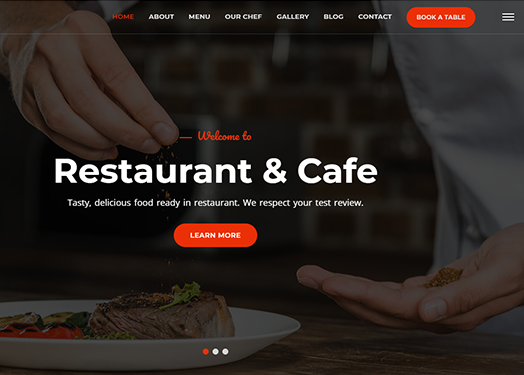 HOME ABOUT MENU OUR CHEF GALLERY BLOG CONTACT BOOK A TABLE
Welcome to
Restaurant & Cafe
Tasty, delicious food ready in restaurant. We respect your test review.
LEARN MORE